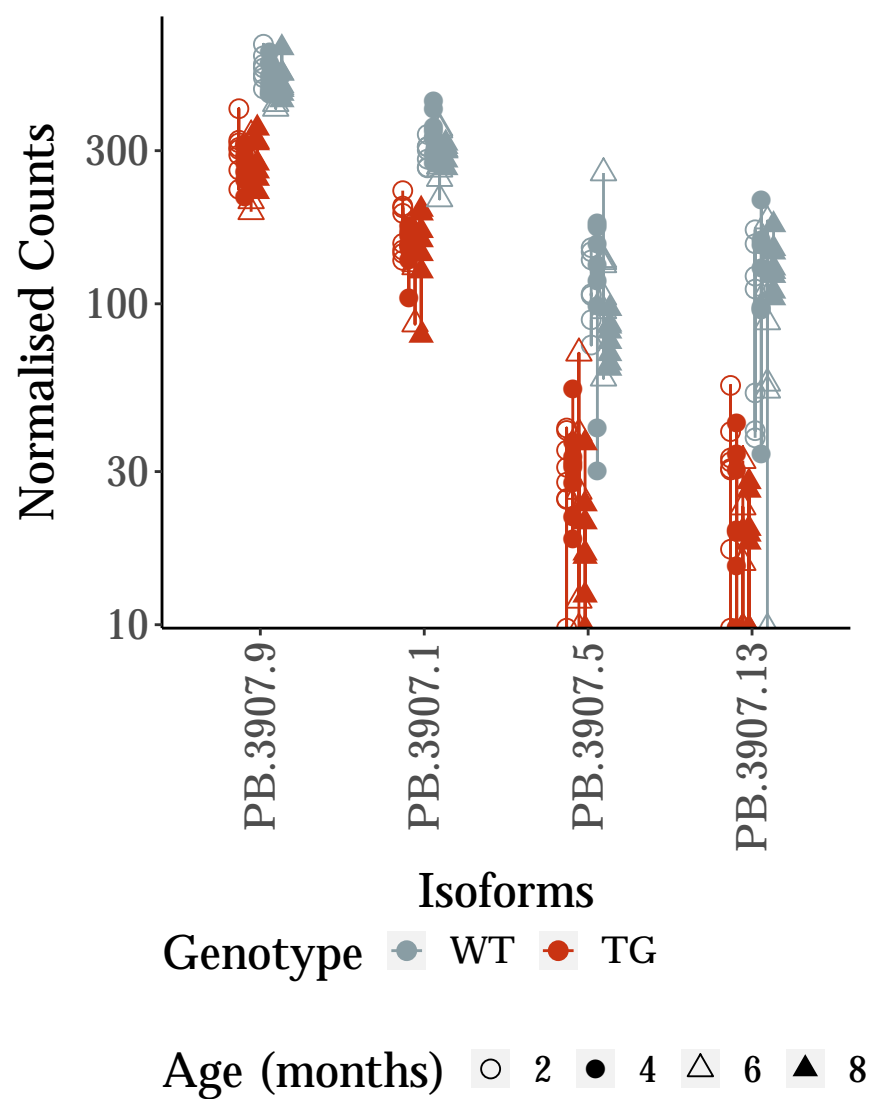 Normalised Counts
300
100
30
10
PB.3907.9
PB.3907.1
PB.3907.5
PB.3907.13
Isoforms
Genotype WT TG
Age (months) 2 4 6 8